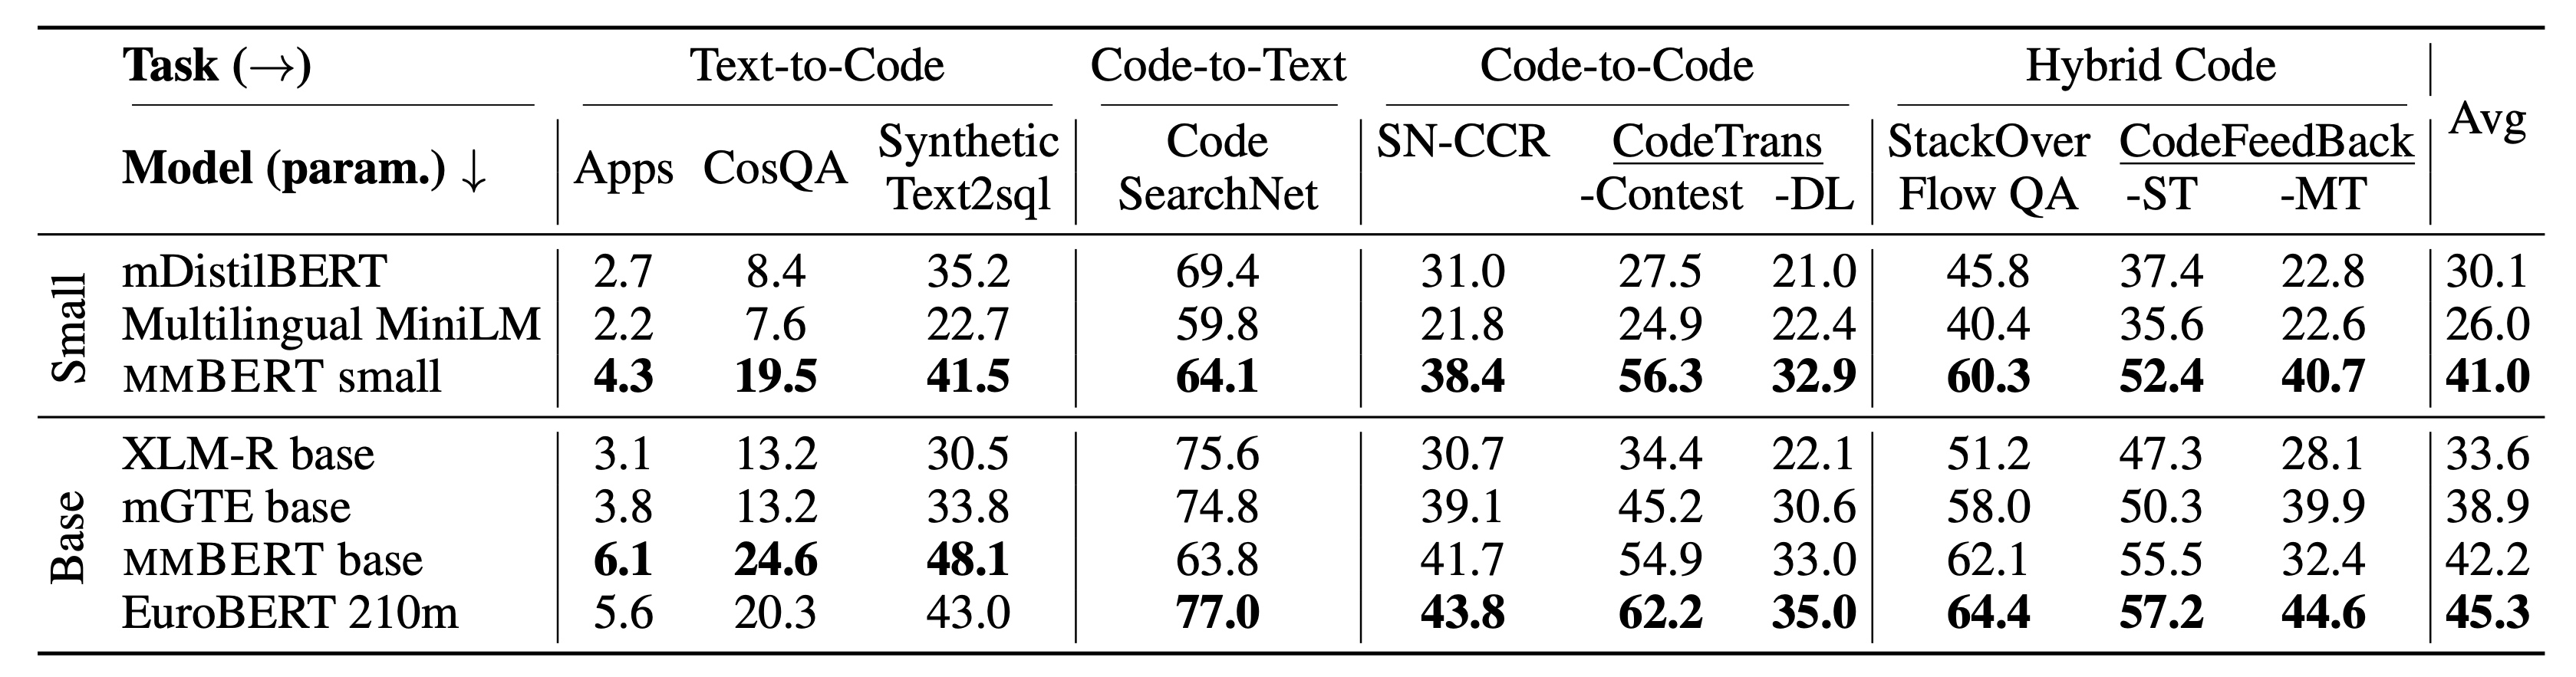 Task (→) Text-to-Code Code-to-Text Code-to-Code Hybrid Code Avg
Model (param.) ↓ Apps CosQA Synthetic Text2sql Code SearchNet SN-CCR CodeTrans -Contest -DL StackOver Flow QA CodeFeedBack -ST -MT
Small
mDistilBERT 2.7 8.4 35.2 69.4 31.0 27.5 21.0 45.8 37.4 22.8 30.1
Multilingual MiniLM 2.2 7.6 22.7 59.8 21.8 24.9 22.4 40.4 35.6 22.6 26.0
MMBERT small 4.3 19.5 41.5 64.1 38.4 56.3 32.9 60.3 52.4 40.7 41.0
Base
XLM-R base 3.1 13.2 30.5 75.6 30.7 34.4 22.1 51.2 47.3 28.1 33.6
mGTE base 3.8 13.2 33.8 74.8 39.1 45.2 30.6 58.0 50.3 39.9 38.9
MMBERT base 6.1 24.6 48.1 63.8 41.7 54.9 33.0 62.1 55.5 32.4 42.2
EuroBERT 210m 5.6 20.3 43.0 77.0 43.8 62.2 35.0 64.4 57.2 44.6 45.3